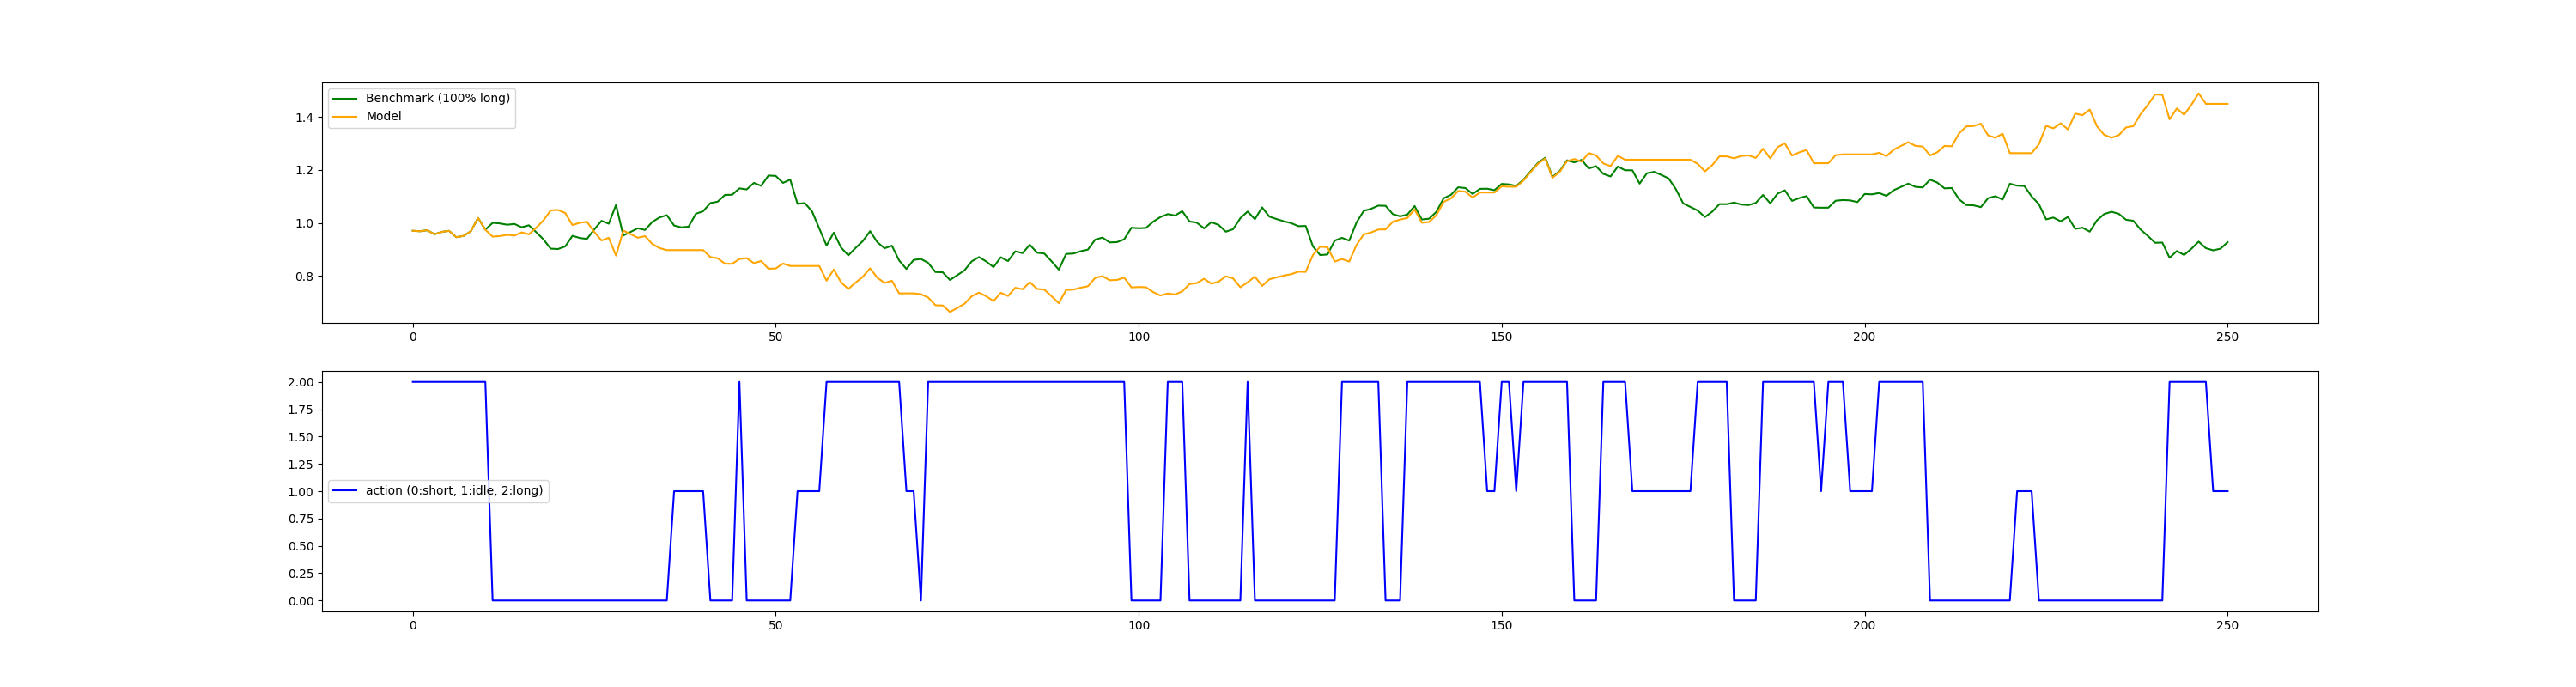 Benchmark (100% long)
Model
1.4
1.2
1.0
0.8
0 50 100 150 200 250
2.00
1.75
1.50
1.25
1.00
0.75
0.50
0.25
0.00
action (0:short, 1:idle, 2:long)
0 50 100 150 200 250